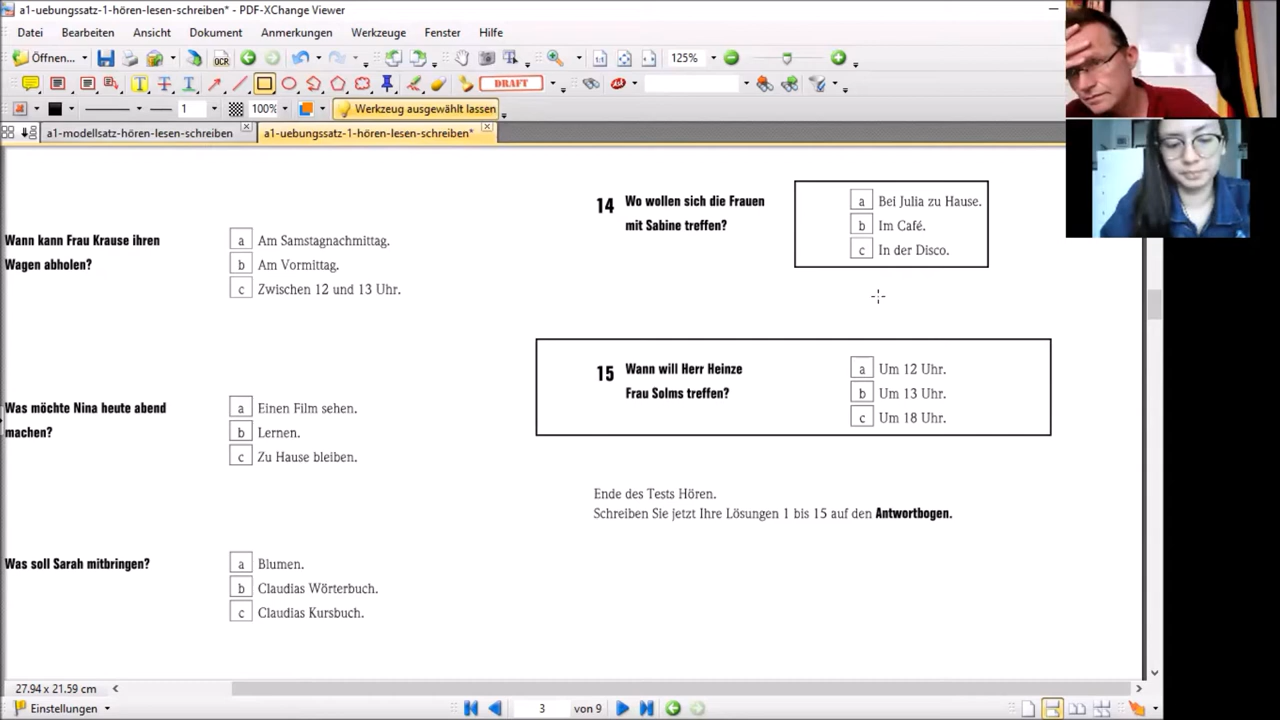 a1-uebungssatz-1-hören-lesen-schreiben* - PDF-XChange Viewer
Datei Bearbeiten Ansicht Dokument Anmerkungen Werkzeuge Fenster Hilfe
Öffnen... OCR 125%
DRAFT
1 100% Werkzeug ausgewählt lassen
a1-modellsatz-hören-lesen-schreiben a1-uebungssatz-1-hören-lesen-schreiben*
Wann kann Frau Krause ihren
Wagen abholen?
a Am Samstagnachmittag.
b Am Vormittag.
c Zwischen 12 und 13 Uhr.
Was möchte Nina heute abend
machen?
a Einen Film sehen.
b Lernen.
c Zu Hause bleiben.
Was soll Sarah mitbringen?
a Blumen.
b Claudias Wörterbuch.
c Claudias Kursbuch.
14 Wo wollen sich die Frauen
mit Sabine treffen?
a Bei Julia zu Hause.
b Im Café.
c In der Disco.
15 Wann will Herr Heinze
Frau Solms treffen?
a Um 12 Uhr.
b Um 13 Uhr.
c Um 18 Uhr.
Ende des Tests Hören.
Schreiben Sie jetzt Ihre Lösungen 1 bis 15 auf den Antwortbogen.
27.94 x 21.59 cm
Einstellungen 3 von 9